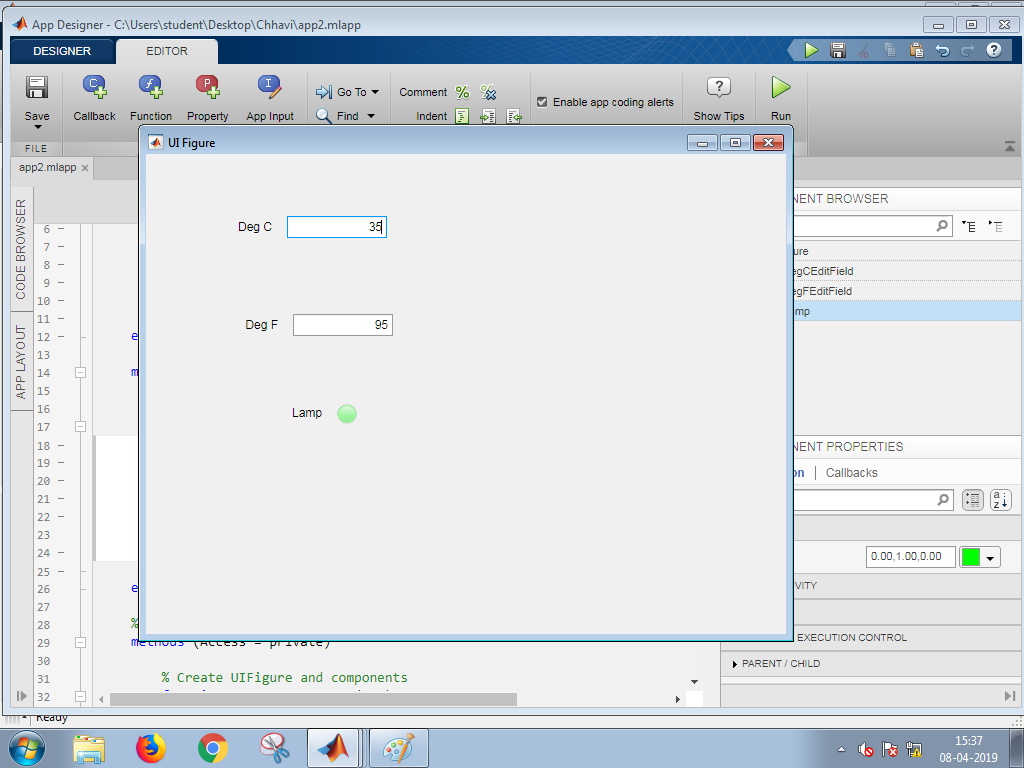 App Designer - C:\Users\student\Desktop\Chhavi\app2.mlapp
DESIGNER
EDITOR
Save
Callback
Function
Property
App Input
Go To
Find
Comment
Indent
Enable app coding alerts
Show Tips
Run
FILE
app2.mlapp
UI Figure
Deg C
35
Deg F
95
Lamp
CODE BROWSER
APP LAYOUT
6
7
8
9
10
11
12
e
13
14
m
15
16
17
18
19
20
21
22
23
24
25
26
e
27
28
%
29
methods (Access = private)
30
31
% Create UIFigure and components
32
NENT BROWSER
ure
egCEditField
egFEditField
mp
NENT PROPERTIES
on
Callbacks
0.00,1.00,0.00
VITY
EXECUTION CONTROL
PARENT / CHILD
Ready
15:37
08-04-2019